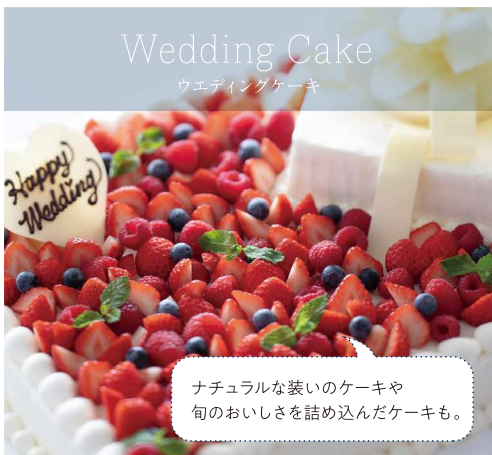 Wedding Cake
ウエディングケーキ
Happy
Wedding
ナチュラルな装いのケーキや
旬のおいしさを詰め込んだケーキも。